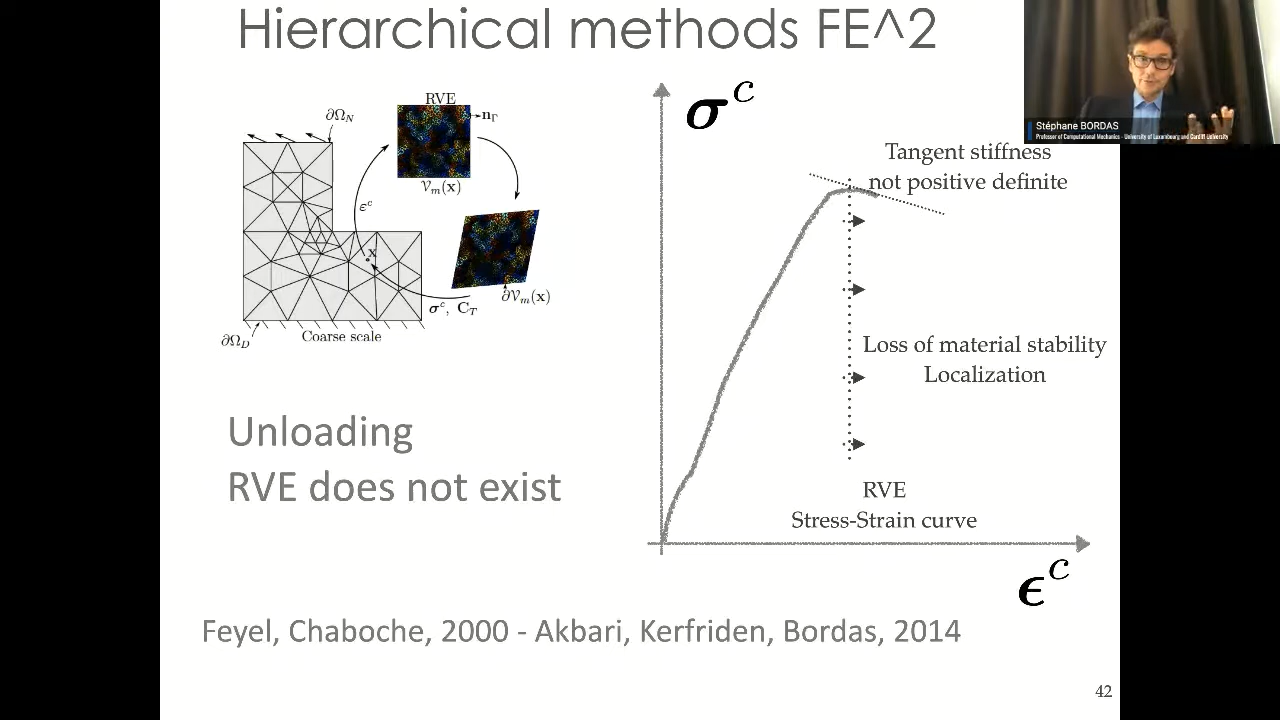 Hierarchical methods FE^2
Stéphane BORDAS
Professor of Computational Mechanics - University of Luxembourg and Cardiff University
RVE
∂Ω_N
n_Γ
𝒱_m(x)
ε^c
x
∂𝒱_m(x)
σ^c, C_T
∂Ω_D
Coarse scale
σ^c
Tangent stiffness
not positive definite
Loss of material stability
Localization
RVE
Stress-Strain curve
ϵ^c
Unloading
RVE does not exist
Feyel, Chaboche, 2000 - Akbari, Kerfriden, Bordas, 2014
42